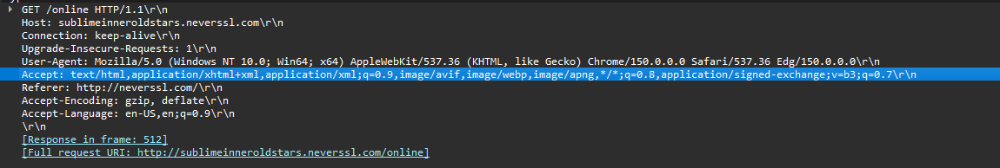 GET /online HTTP/1.1\r\n
Host: sublimeinneroldstars.neverssl.com\r\n
Connection: keep-alive\r\n
Upgrade-Insecure-Requests: 1\r\n
User-Agent: Mozilla/5.0 (Windows NT 10.0; Win64; x64) AppleWebKit/537.36 (KHTML, like Gecko) Chrome/150.0.0.0 Safari/537.36 Edg/150.0.0.0\r\n
Accept: text/html,application/xhtml+xml,application/xml;q=0.9,image/avif,image/webp,image/apng,*/*;q=0.8,application/signed-exchange;v=b3;q=0.7\r\n
Referer: http://neverssl.com/\r\n
Accept-Encoding: gzip, deflate\r\n
Accept-Language: en-US,en;q=0.9\r\n
\r\n
[Response in frame: 512]
[Full request URI: http://sublimeinneroldstars.neverssl.com/online]